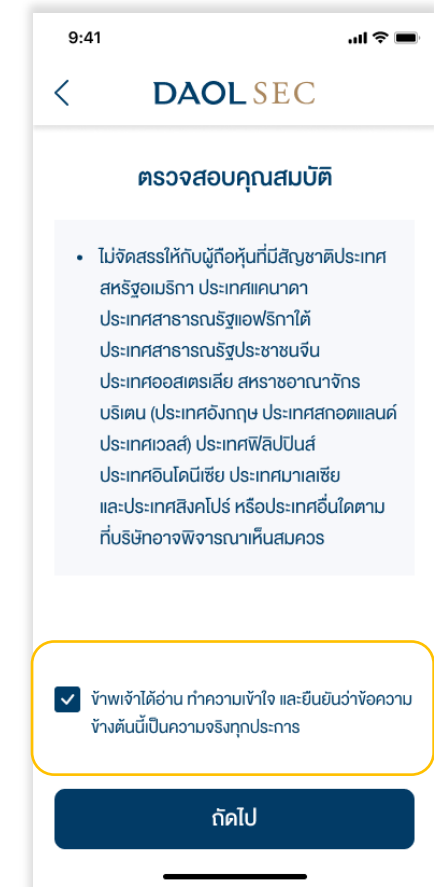 9:41
DAOL SEC
ตรวจสอบคุณสมบัติ
• ไม่จัดสรรให้กับผู้ถือหุ้นที่มีสัญชาติประเทศ
สหรัฐอเมริกา ประเทศแคนาดา
ประเทศสาธารณรัฐแอฟริกาใต้
ประเทศสาธารณรัฐประชาชนจีน
ประเทศออสเตรเลีย สหราชอาณาจักร
บริเตน (ประเทศอังกฤษ ประเทศสกอตแลนด์
ประเทศเวลส์) ประเทศฟิลิปปินส์
ประเทศอินโดนีเซีย ประเทศมาเลเซีย
และประเทศสิงคโปร์ หรือประเทศอื่นใดตาม
ที่บริษัทอาจพิจารณาเห็นสมควร
ข้าพเจ้าได้อ่าน ทำความเข้าใจ และยืนยันว่าข้อความ
ข้างต้นนี้เป็นความจริงทุกประการ
ถัดไป